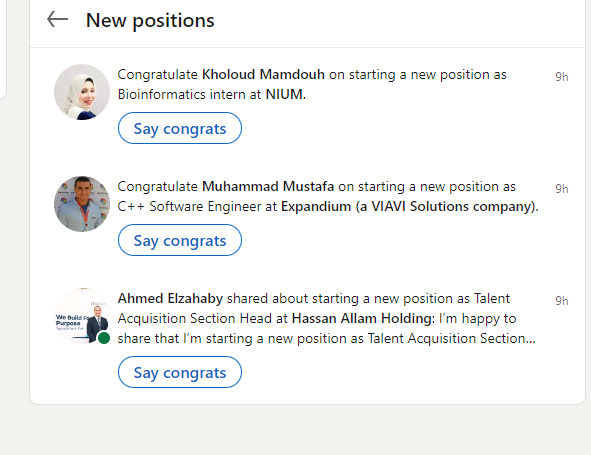 New positions
Congratulate Kholoud Mamdouh on starting a new position as
9h
Bioinformatics intern at NIUM.
Say congrats
Congratulate Muhammad Mustafa on starting a new position as
9h
C++ Software Engineer at Expandium (a VIAVI Solutions company).
Say congrats
We Build
Purpose
Ahmed Elzahaby shared about starting a new position as Talent
9h
Acquisition Section Head at Hassan Allam Holding: I’m happy to
share that I’m starting a new position as Talent Acquisition Section...
Say congrats